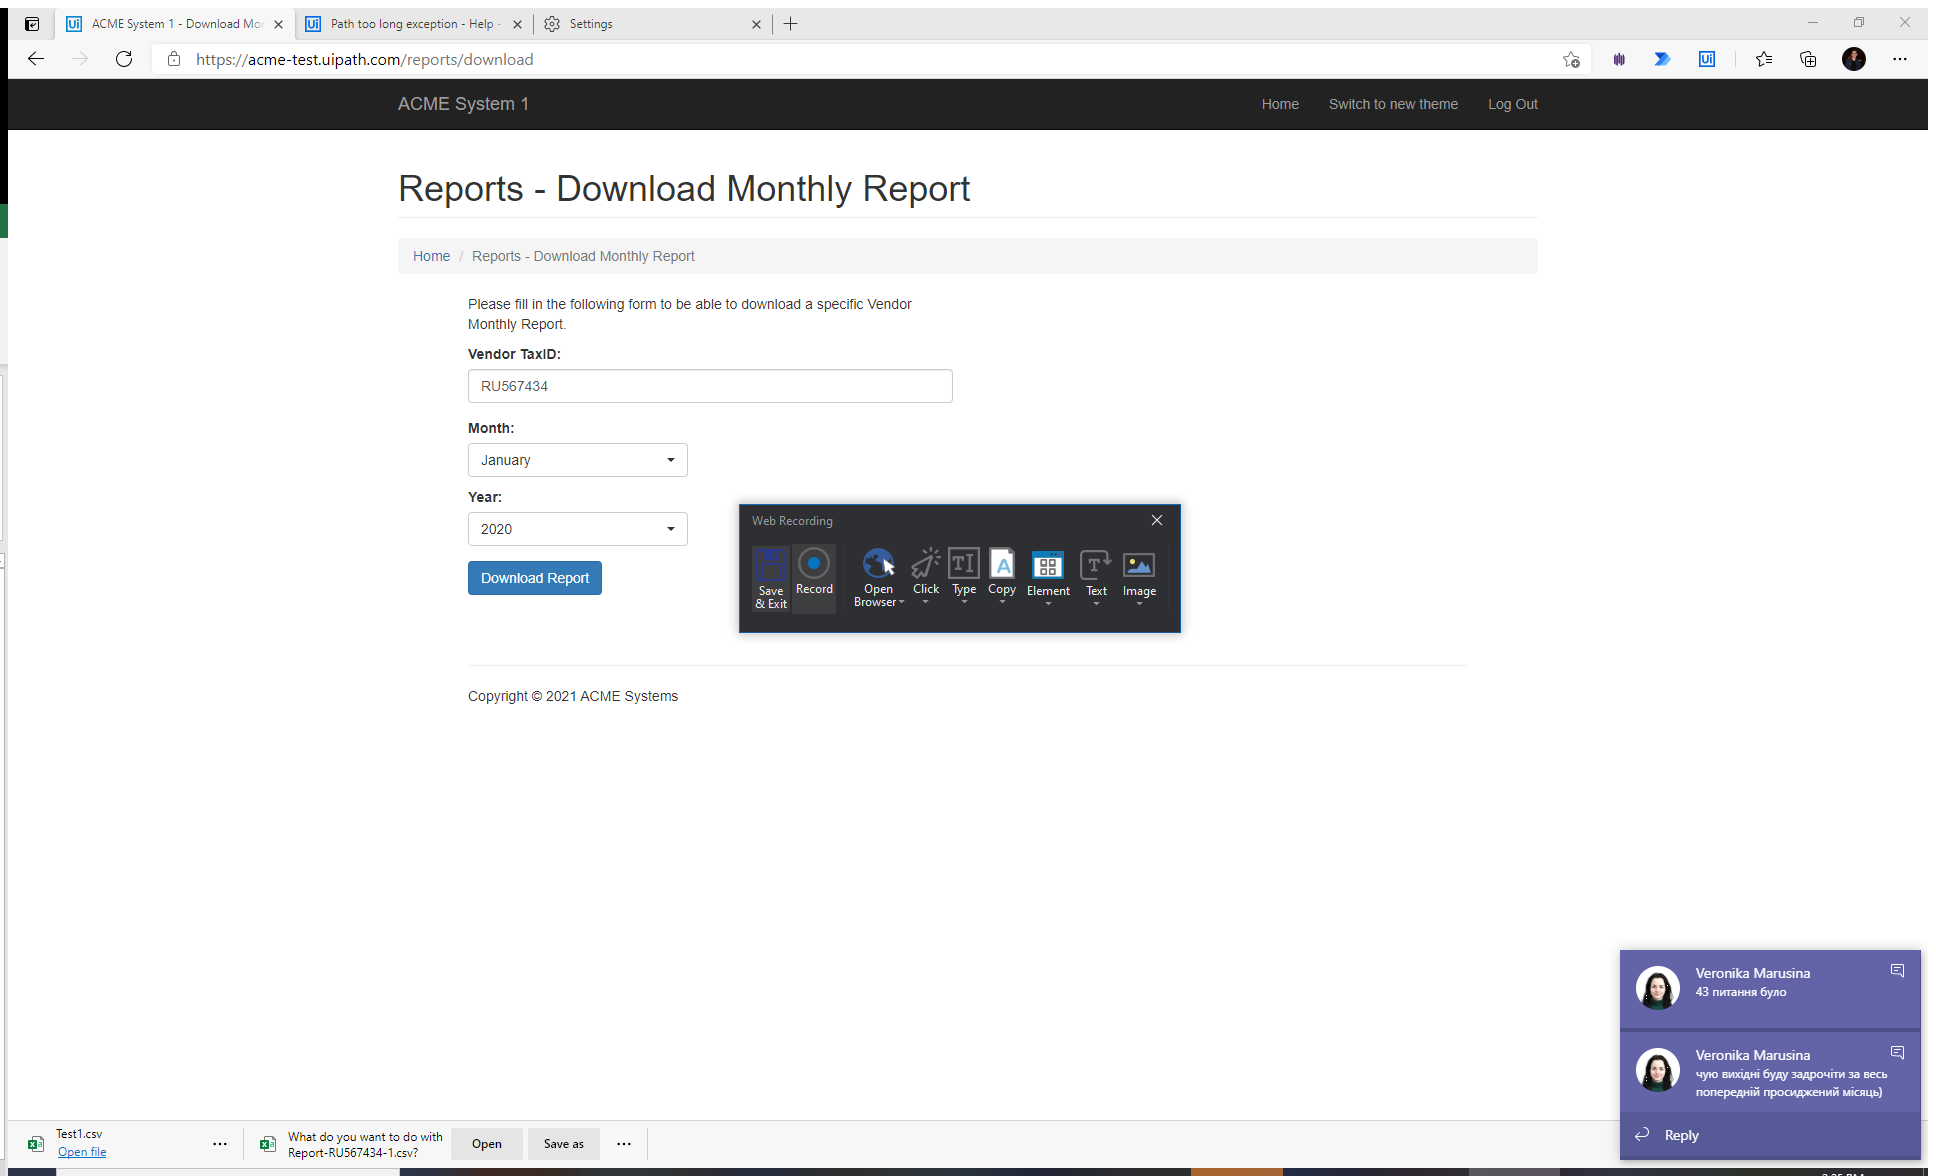 ACME System 1 - Download Mon
Path too long exception - Help -
Settings
https://acme-test.uipath.com/reports/download
ACME System 1
Home
Switch to new theme
Log Out
Reports - Download Monthly Report
Home / Reports - Download Monthly Report
Please fill in the following form to be able to download a specific Vendor
Monthly Report.
Vendor TaxID:
RU567434
Month:
January
Year:
2020
Download Report
Web Recording
Save
& Exit
Record
Open
Browser
Click
Type
Copy
Element
Text
Image
Copyright © 2021 ACME Systems
Veronika Marusina
43 питання було
Veronika Marusina
чую вихідні буду задрочіти за весь
попередній просиджений місяць)
Reply
Test1.csv
Open file
What do you want to do with
Report-RU567434-1.csv?
Open
Save as